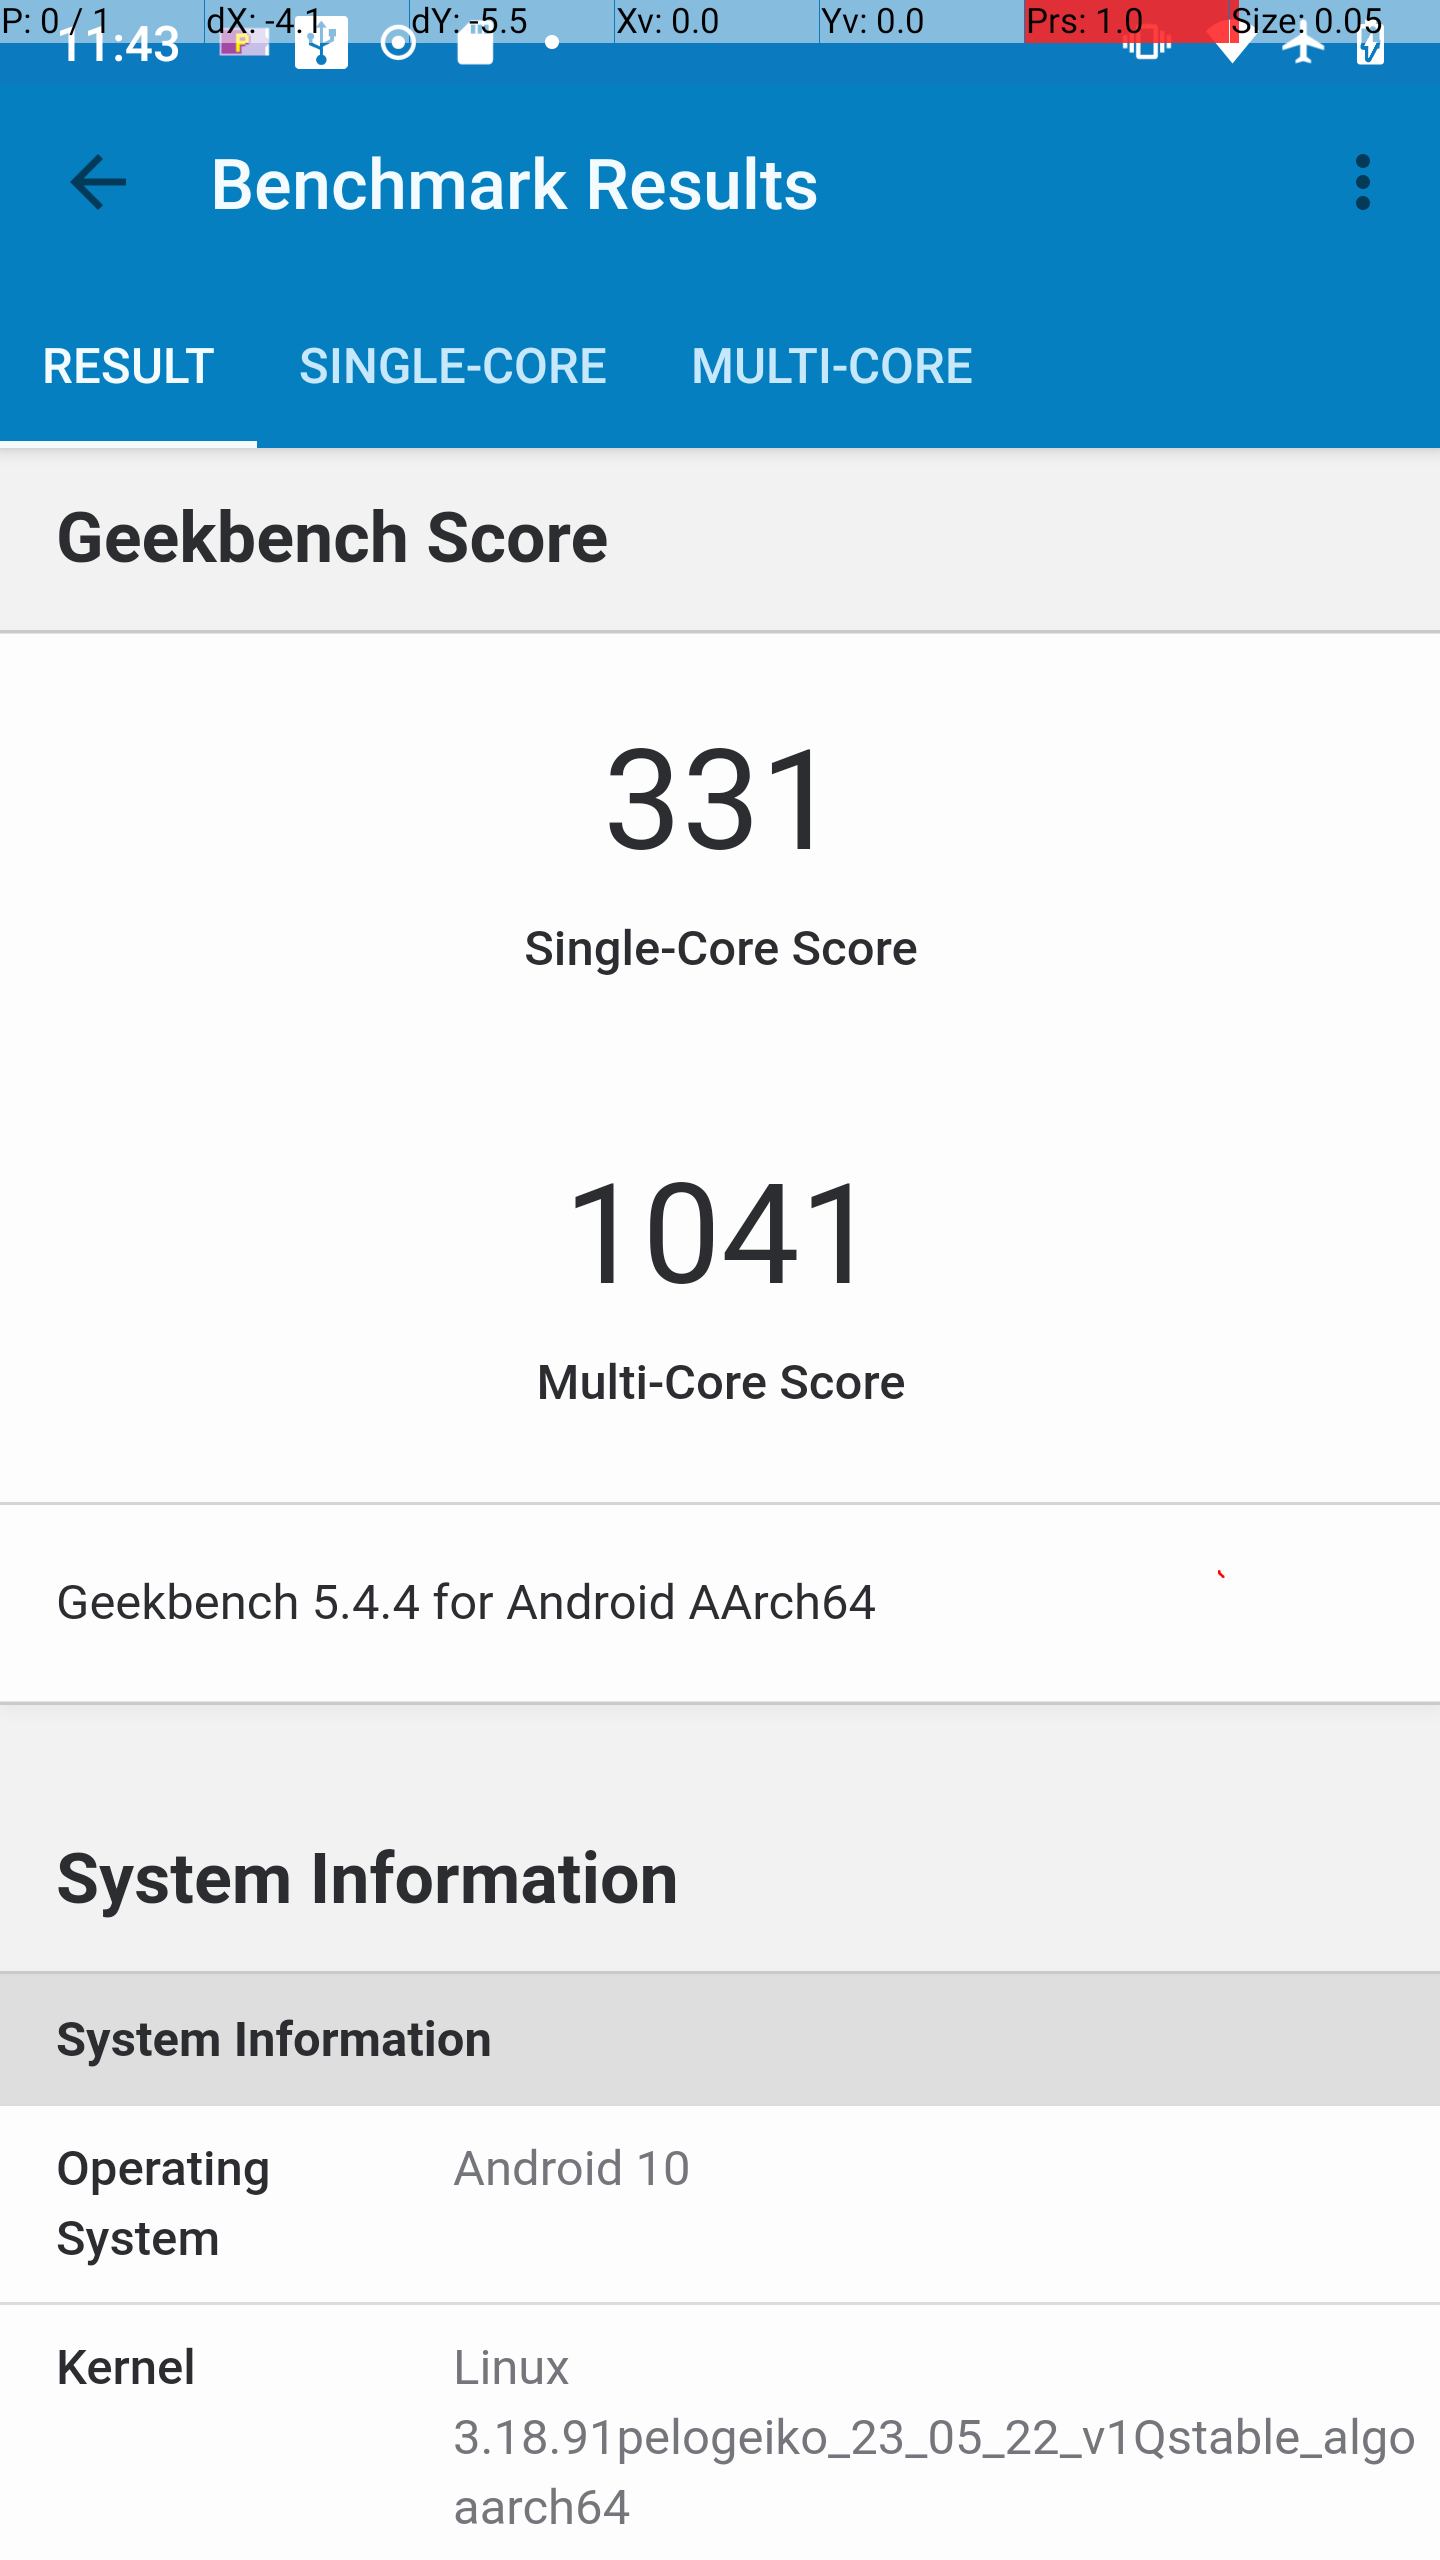 P: 0 / 1 dX: -4.1 dY: -5.5 Xv: 0.0 Yv: 0.0 Prs: 1.0 Size: 0.05
11:43 P
Benchmark Results
RESULT SINGLE-CORE MULTI-CORE
Geekbench Score
331
Single-Core Score
1041
Multi-Core Score
Geekbench 5.4.4 for Android AArch64
System Information
System Information
Operating System Android 10
Kernel Linux
3.18.91pelogeiko_23_05_22_v1Qstable_algo
aarch64